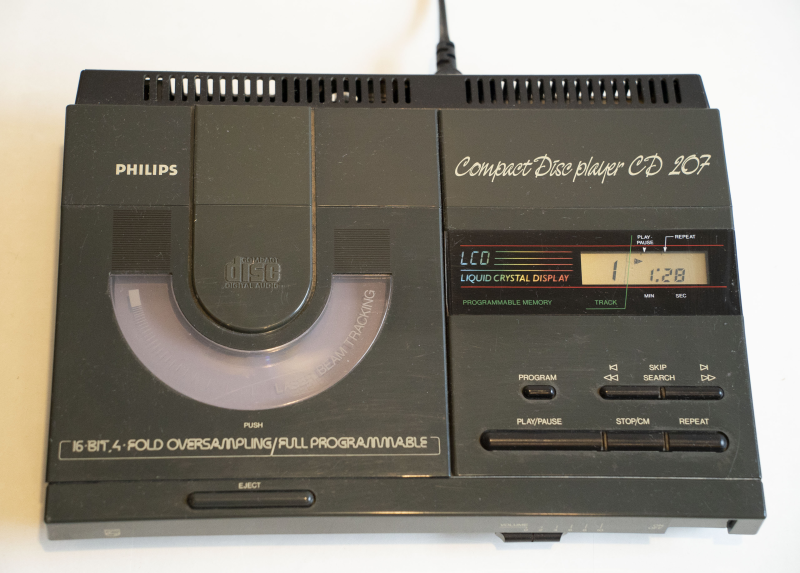 PHILIPS
Compact Disc player CD 207
COMPACT
disc
DIGITAL AUDIO
LASER BEAM TRACKING
PUSH
16-BIT, 4-FOLD OVERSAMPLING/FULL PROGRAMMABLE
EJECT
PLAY·
PAUSE
REPEAT
LCD
LIQUID CRYSTAL DISPLAY
1 1:28
MIN SEC
PROGRAMMABLE MEMORY
TRACK
SKIP
PROGRAM
SEARCH
PLAY/PAUSE
STOP/CM
REPEAT